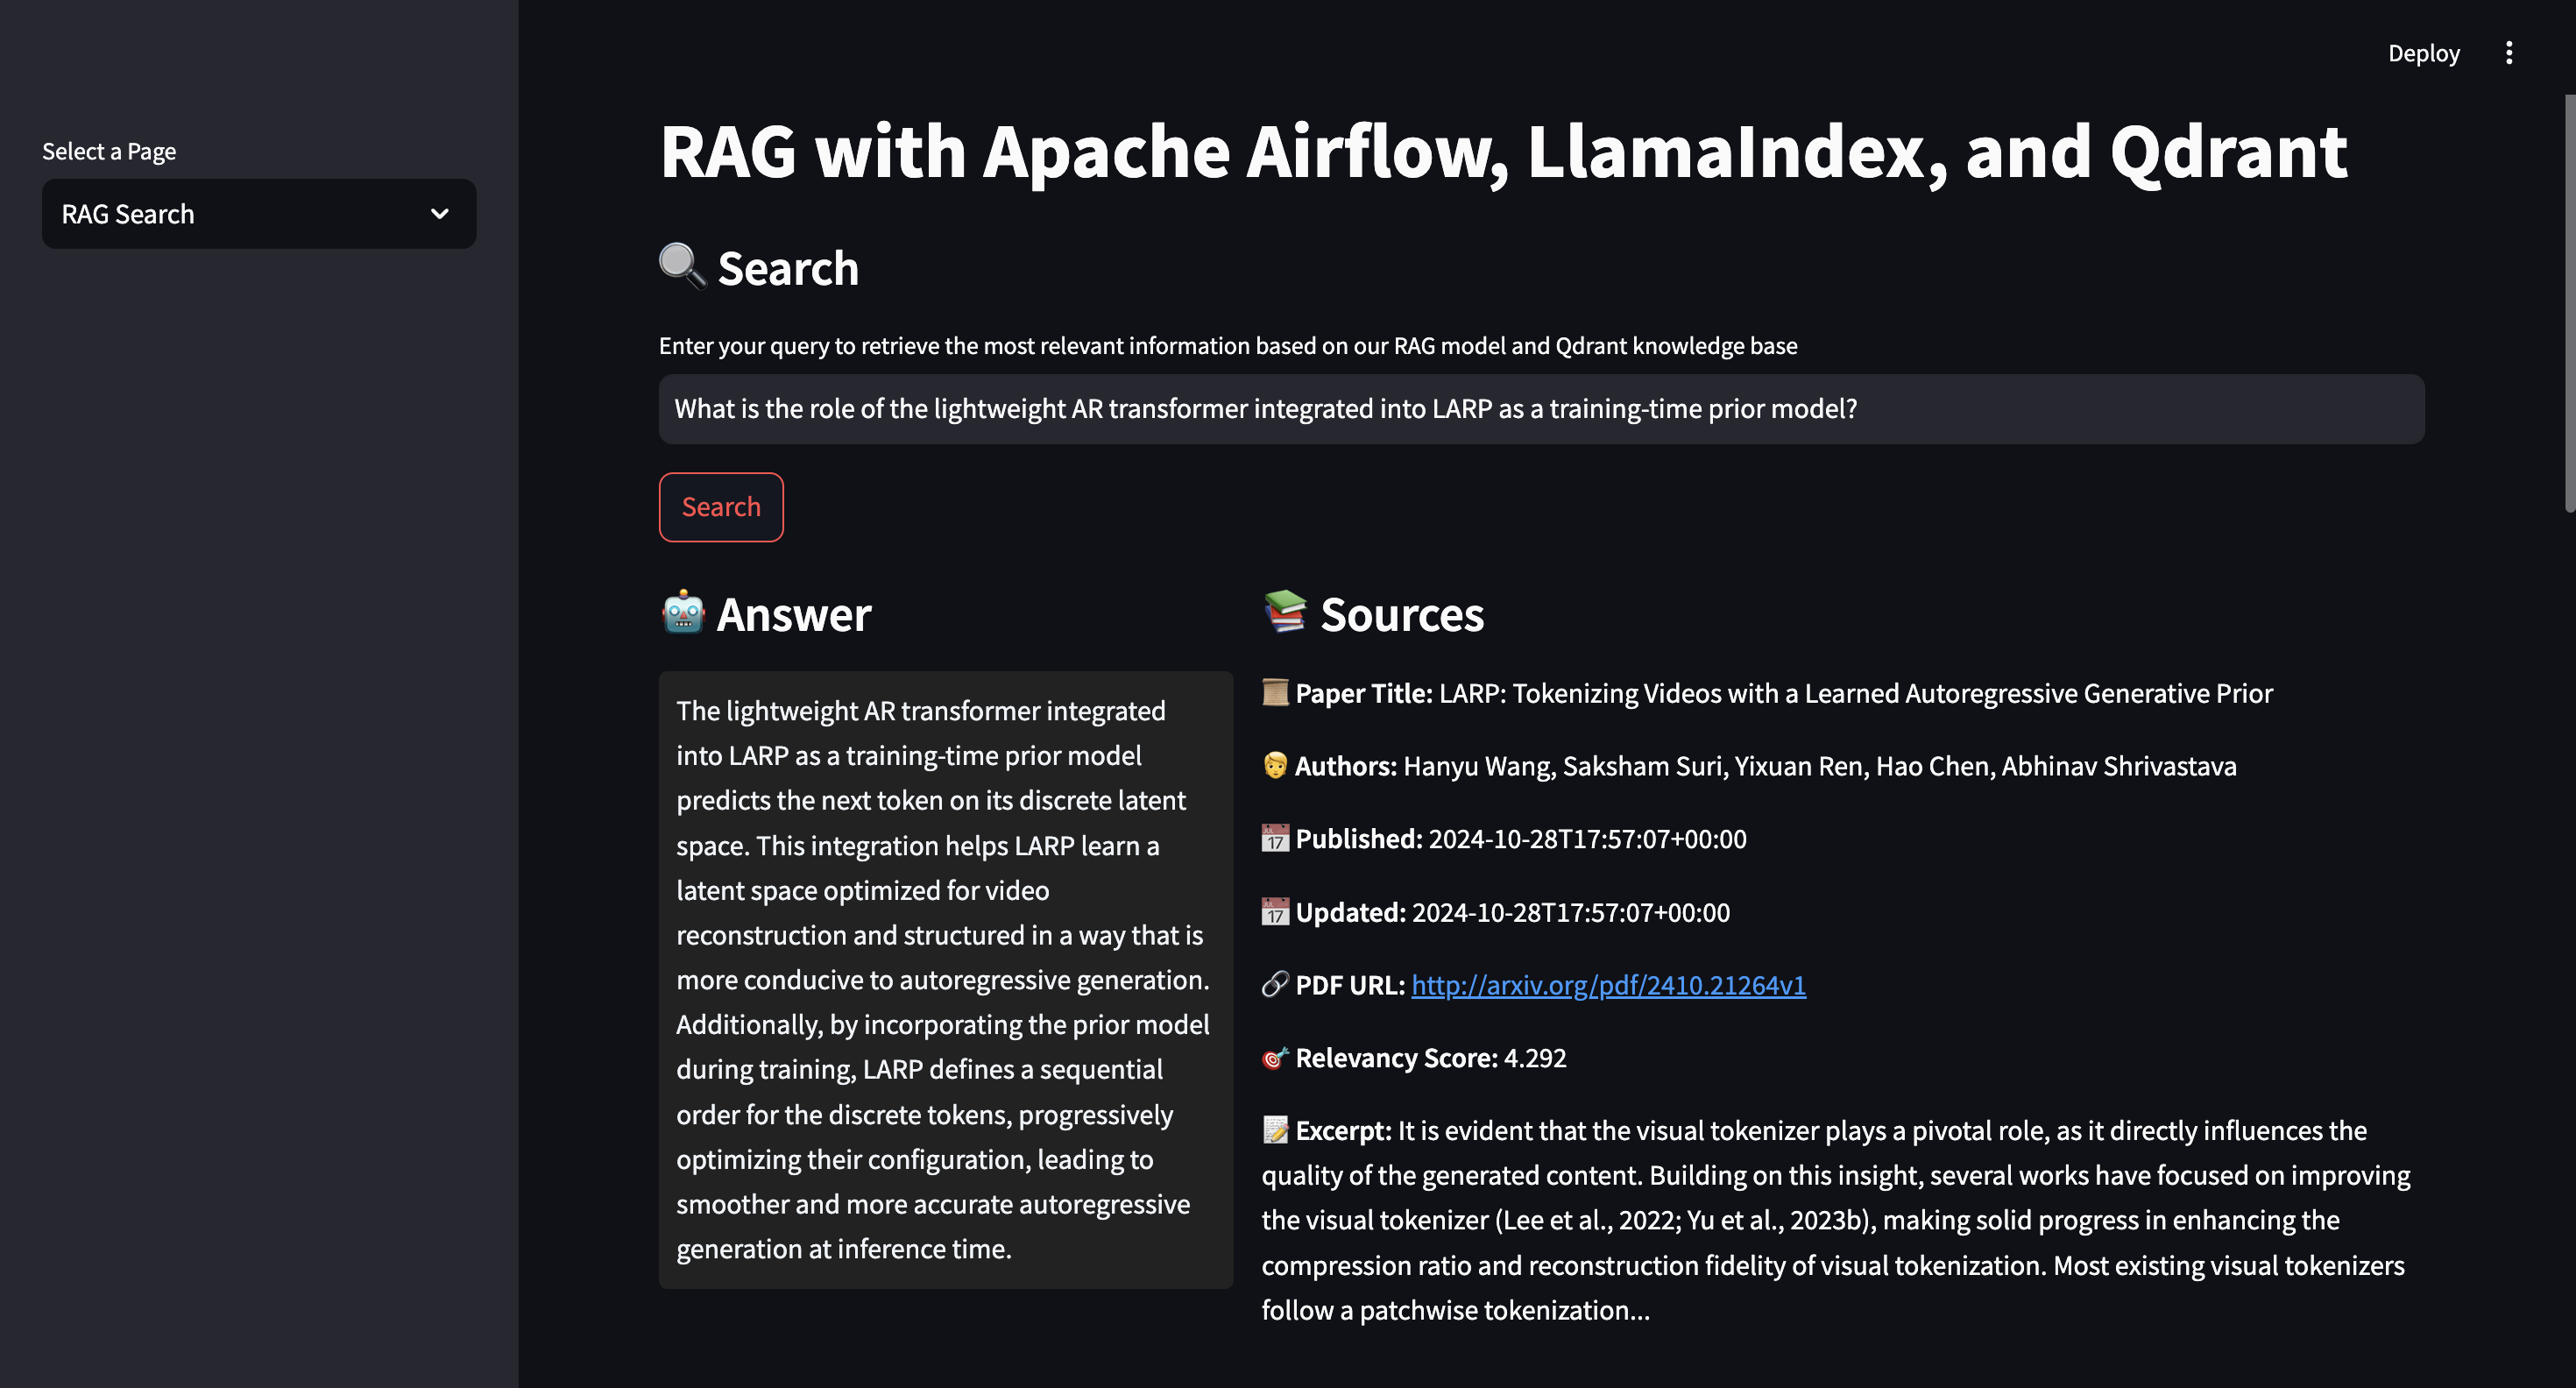 Deploy
Select a Page
RAG Search
RAG with Apache Airflow, LlamaIndex, and Qdrant
Search
Enter your query to retrieve the most relevant information based on our RAG model and Qdrant knowledge base
What is the role of the lightweight AR transformer integrated into LARP as a training-time prior model?
Search
Answer
The lightweight AR transformer integrated
into LARP as a training-time prior model
predicts the next token on its discrete latent
space. This integration helps LARP learn a
latent space optimized for video
reconstruction and structured in a way that is
more conducive to autoregressive generation.
Additionally, by incorporating the prior model
during training, LARP defines a sequential
order for the discrete tokens, progressively
optimizing their configuration, leading to
smoother and more accurate autoregressive
generation at inference time.
Sources
Paper Title: LARP: Tokenizing Videos with a Learned Autoregressive Generative Prior
Authors: Hanyu Wang, Saksham Suri, Yixuan Ren, Hao Chen, Abhinav Shrivastava
Published: 2024-10-28T17:57:07+00:00
Updated: 2024-10-28T17:57:07+00:00
PDF URL: http://arxiv.org/pdf/2410.21264v1
Relevancy Score: 4.292
Excerpt: It is evident that the visual tokenizer plays a pivotal role, as it directly influences the
quality of the generated content. Building on this insight, several works have focused on improving
the visual tokenizer (Lee et al., 2022; Yu et al., 2023b), making solid progress in enhancing the
compression ratio and reconstruction fidelity of visual tokenization. Most existing visual tokenizers
follow a patchwise tokenization...